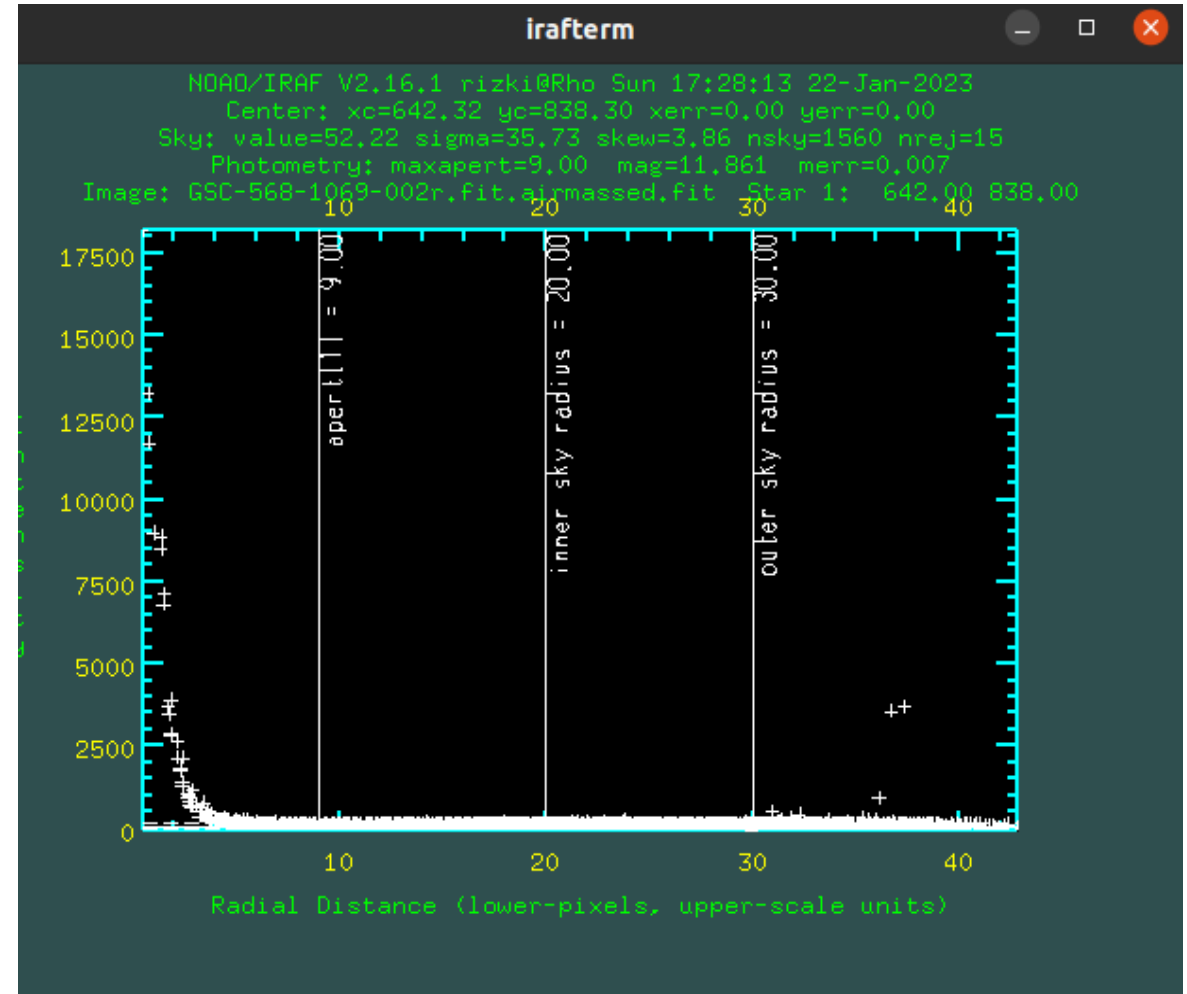 irafterm
NOAO/IRAF V2.16.1 rizki@Rho Sun 17:28:13 22-Jan-2023
Center: xc=642.32 yc=838.30 xerr=0.00 yerr=0.00
Sky: value=52.22 sigma=35.73 skew=3.86 nsky=1560 nrej=15
Photometry: maxapert=9.00 mag=11.861 merr=0.007
Image: GSC-568-1069-002r.fit.airmassed.fit Star 1: 642.00 838.00
10 20 30 40
17500
15000
12500
10000
7500
5000
2500
0
apert[1] = 9.00
inner sky radius = 20.00
outer sky radius = 30.00
10 20 30 40
Radial Distance (lower-pixels, upper-scale units)